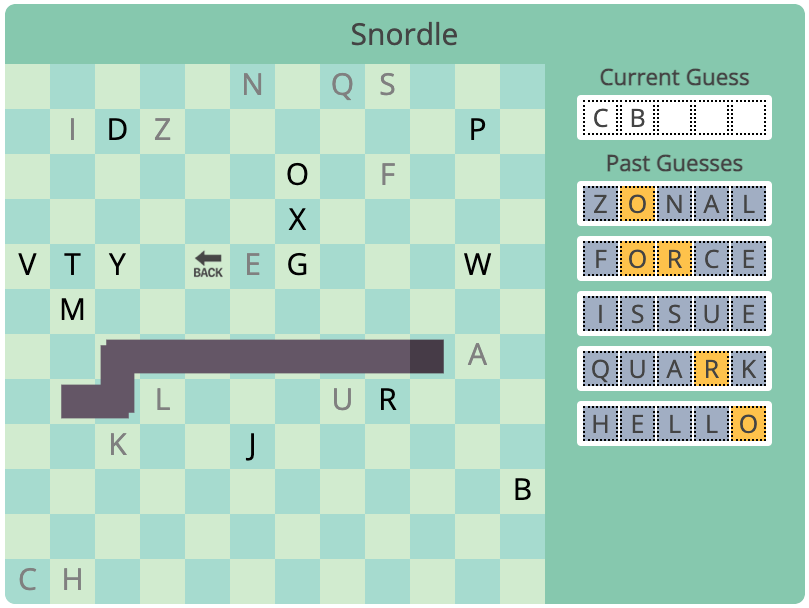 Snordle
N Q S
I D Z P
O F
X
V T Y BACK E G W
M
A
L U R
K J
B
C H
Current Guess
C B
Past Guesses
Z O N A L
F O R C E
I S S U E
Q U A R K
H E L L O